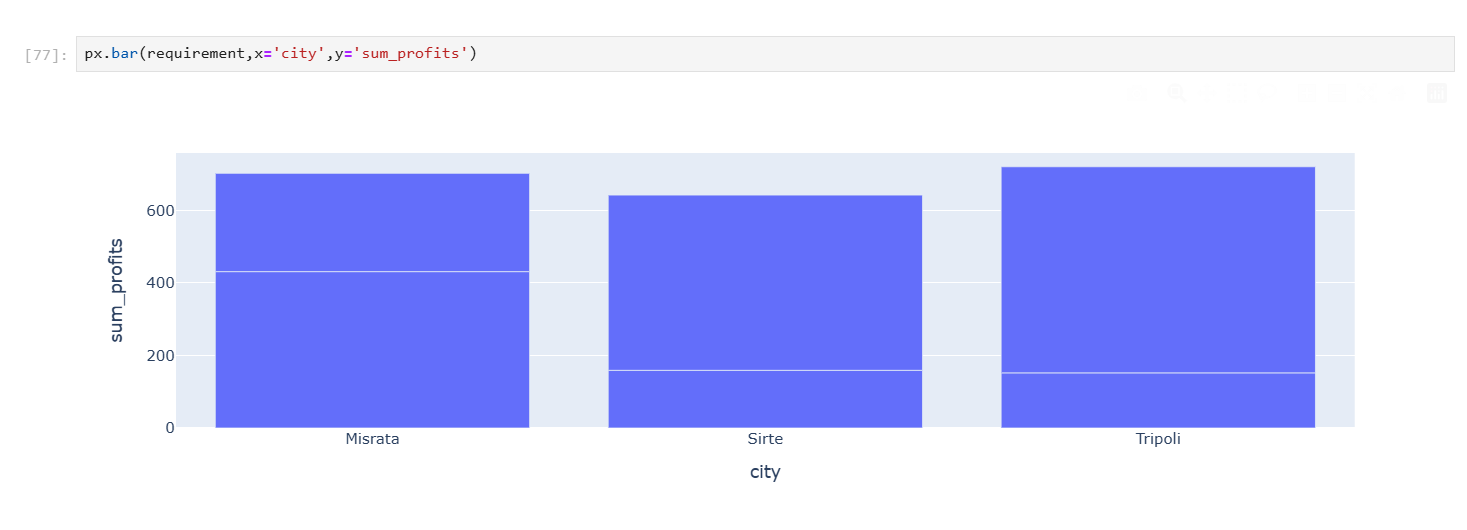 [77]: px.bar(requirement,x='city',y='sum_profits')
600
400
200
0
sum_profits
Misrata Sirte Tripoli
city